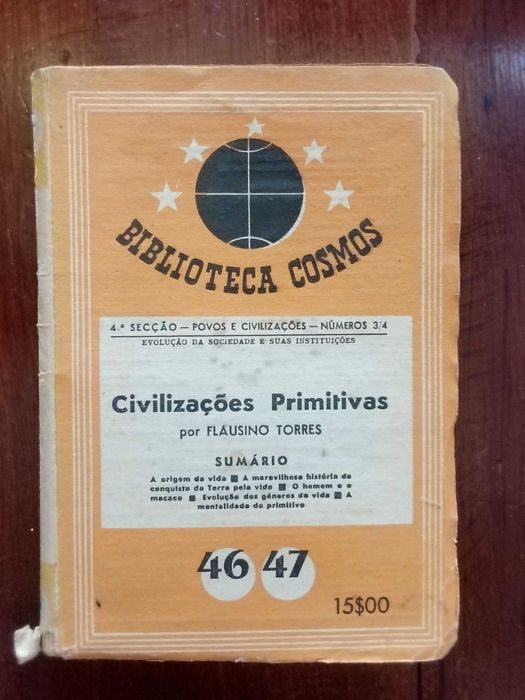 BIBLIOTECA COSMOS
4.ª SECÇÃO — POVOS E CIVILIZAÇÕES — NÚMEROS 3/4
EVOLUÇÃO DA SOCIEDADE E SUAS INSTITUIÇÕES
Civilizações Primitivas
por FLAUSINO TORRES
SUMÁRIO
A origem da vida ■ A maravilhosa história da
conquista da Terra pela vida ■ O homem e o
macaco ■ Evolução dos géneros de vida ■ A
mentalidade do primitivo
46 47
15$00